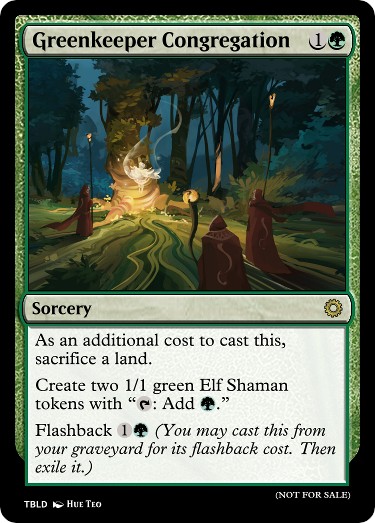 Greenkeeper Congregation 1
Sorcery
As an additional cost to cast this,
sacrifice a land.
Create two 1/1 green Elf Shaman
tokens with “: Add .”
Flashback 1 (You may cast this from
your graveyard for its flashback cost. Then
exile it.)
TBLD Hue Teo
(NOT FOR SALE)